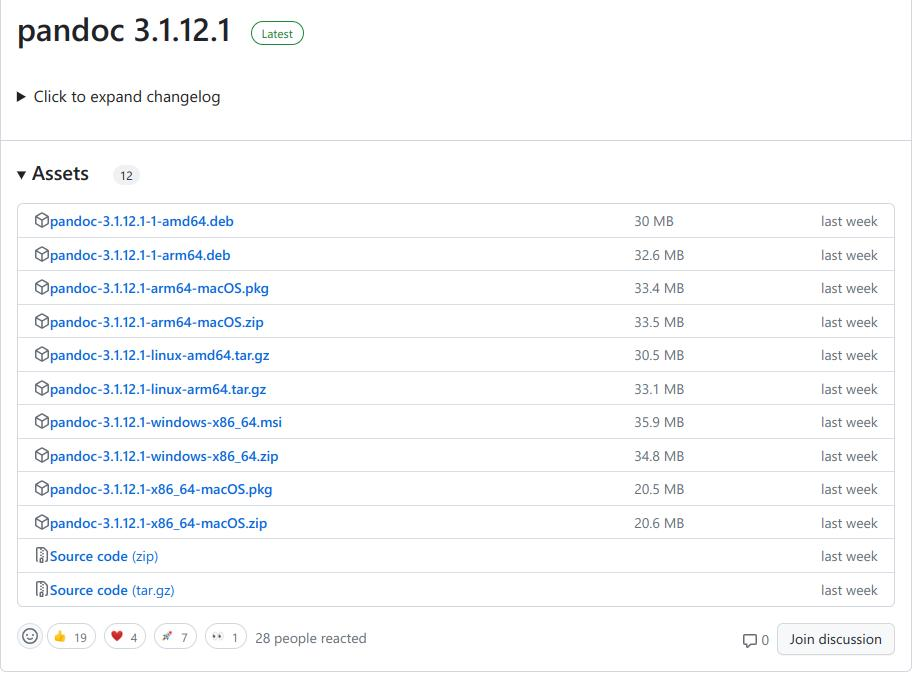 pandoc 3.1.12.1 Latest
Click to expand changelog
Assets 12
pandoc-3.1.12.1-1-amd64.deb 30 MB last week
pandoc-3.1.12.1-1-arm64.deb 32.6 MB last week
pandoc-3.1.12.1-arm64-macOS.pkg 33.4 MB last week
pandoc-3.1.12.1-arm64-macOS.zip 33.5 MB last week
pandoc-3.1.12.1-linux-amd64.tar.gz 30.5 MB last week
pandoc-3.1.12.1-linux-arm64.tar.gz 33.1 MB last week
pandoc-3.1.12.1-windows-x86_64.msi 35.9 MB last week
pandoc-3.1.12.1-windows-x86_64.zip 34.8 MB last week
pandoc-3.1.12.1-x86_64-macOS.pkg 20.5 MB last week
pandoc-3.1.12.1-x86_64-macOS.zip 20.6 MB last week
Source code (zip) last week
Source code (tar.gz) last week
19 4 7 1 28 people reacted 0 Join discussion